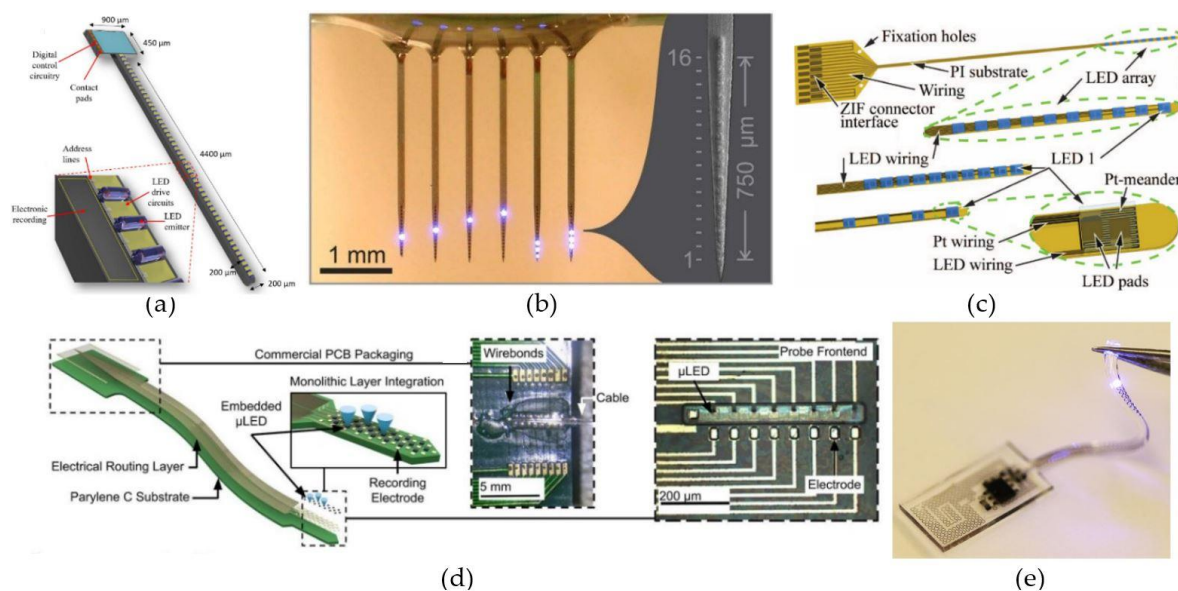 900 µm
450 µm
Digital
control
circuitry
Contact
pads
4400 µm
Address
lines
LED
drive
circuits
Electronic
recording
LED
emitter
200 µm
200 µm
(a)
16
750 µm
1
1 mm
(b)
Fixation holes
PI substrate
LED array
Wiring
ZIF connector
interface
LED wiring
LED 1
Pt-meander
Pt wiring
LED wiring
LED pads
(c)
Commercial PCB Packaging
Monolithic Layer Integration
Embedded
µLED
Electrical Routing Layer
Parylene C Substrate
Recording
Electrode
Wirebonds
Cable
5 mm
Probe Frontend
µLED
Electrode
200 µm
(d)
(e)